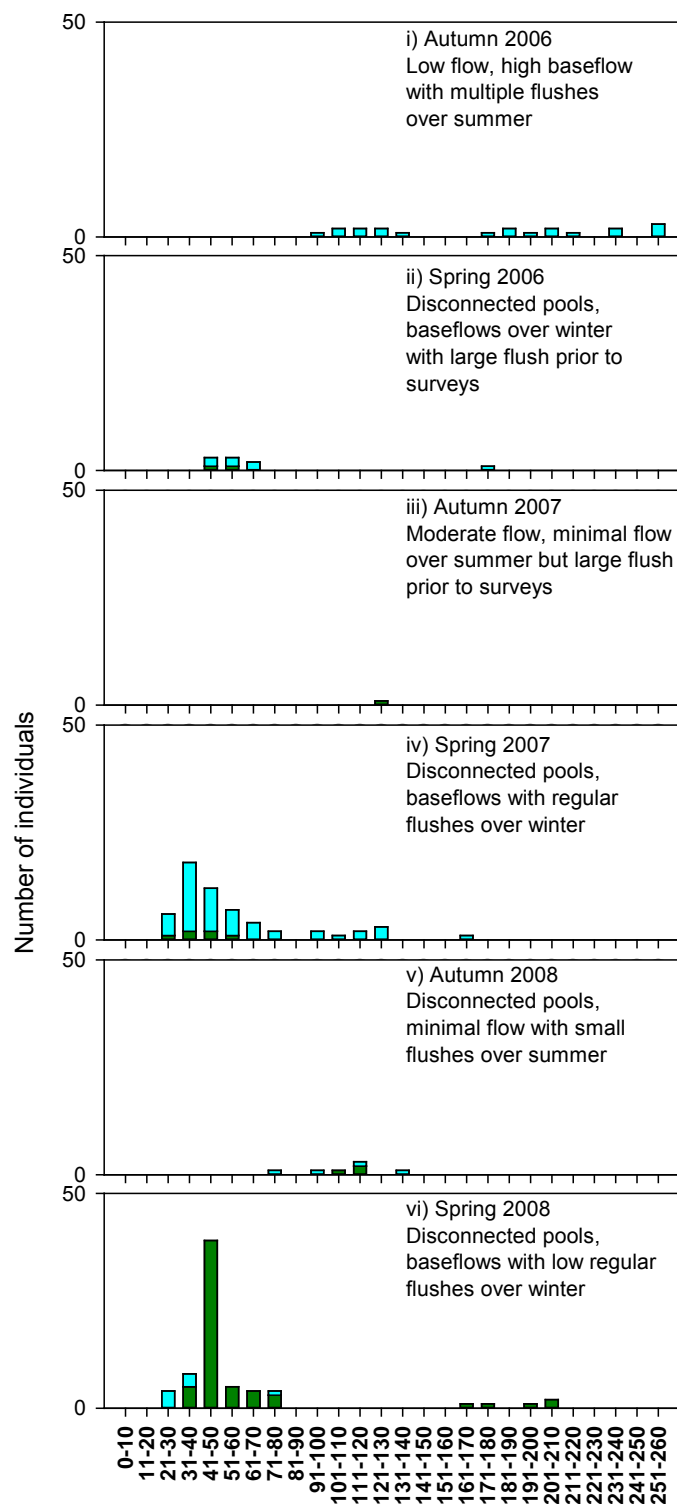 50
i) Autumn 2006
Low flow, high baseflow
with multiple flushes
over summer
0
50
ii) Spring 2006
Disconnected pools,
baseflows over winter
with large flush prior to
surveys
0
50
iii) Autumn 2007
Moderate flow, minimal flow
over summer but large flush
prior to surveys
0
Number of individuals
50
iv) Spring 2007
Disconnected pools,
baseflows with regular
flushes over winter
0
50
v) Autumn 2008
Disconnected pools,
minimal flow with small
flushes over summer
0
50
vi) Spring 2008
Disconnected pools,
baseflows with low regular
flushes over winter
0
0-10
11-20
21-30
31-40
41-50
51-60
61-70
71-80
81-90
91-100
101-110
111-120
121-130
131-140
141-150
151-160
161-170
171-180
181-190
191-200
201-210
211-220
221-230
231-240
241-250
251-260